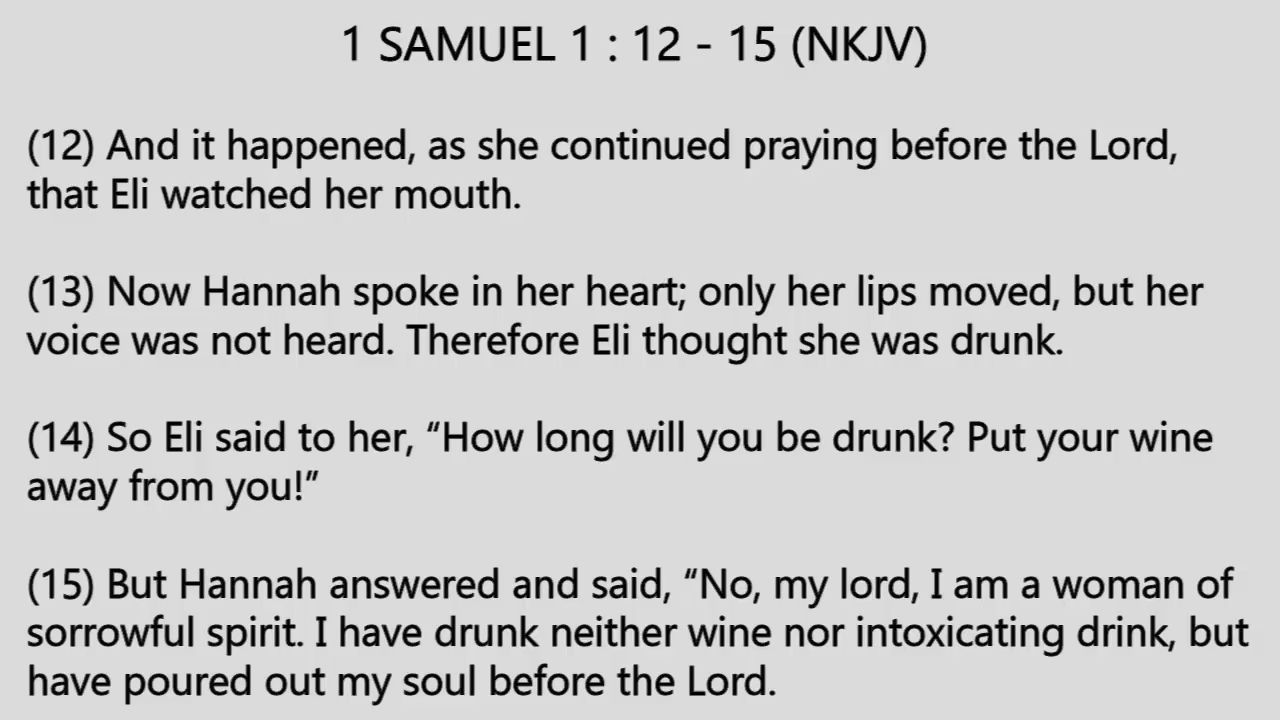 1 SAMUEL 1 : 12 - 15 (NKJV)
(12) And it happened, as she continued praying before the Lord,
that Eli watched her mouth.
(13) Now Hannah spoke in her heart; only her lips moved, but her
voice was not heard. Therefore Eli thought she was drunk.
(14) So Eli said to her, “How long will you be drunk? Put your wine
away from you!”
(15) But Hannah answered and said, “No, my lord, I am a woman of
sorrowful spirit. I have drunk neither wine nor intoxicating drink, but
have poured out my soul before the Lord.